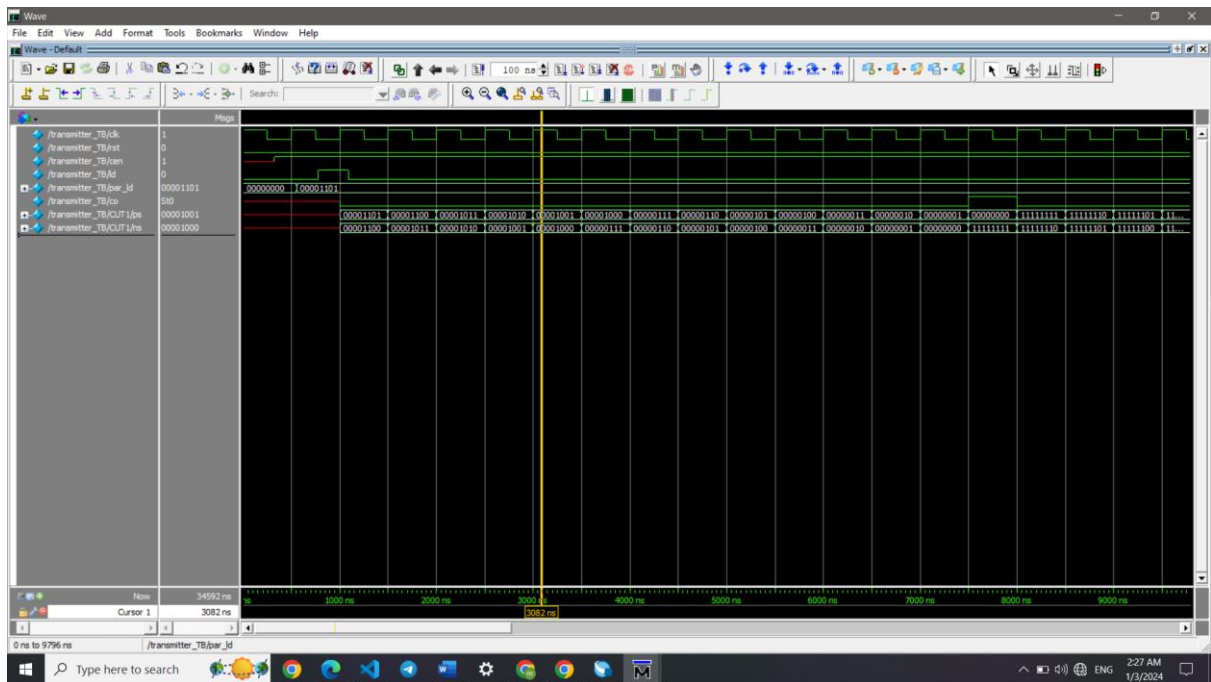 Wave
File Edit View Add Format Tools Bookmarks Window Help
Wave - Default
100 ns
Search:
Msgs
/transmitter_TB/clk 1
/transmitter_TB/rst 0
/transmitter_TB/cen 1
/transmitter_TB/ld 0
/transmitter_TB/par_ld 00001101 00000000 00001101
/transmitter_TB/co St0
/transmitter_TB/CUT1/ps 00001001 00001101 00001100 00001011 00001010 00001001 00001000 00000111 00000110 00000101 00000100 00000011 00000010 00000001 00000000 11111111 11111110 11111101 11...
/transmitter_TB/CUT1/ns 00001000 00001100 00001011 00001010 00001001 00001000 00000111 00000110 00000101 00000100 00000011 00000010 00000001 00000000 11111111 11111110 11111101 11111100 11...
Now 34592 ns ns 1000 ns 2000 ns 3000 ns 4000 ns 5000 ns 6000 ns 7000 ns 8000 ns 9000 ns
Cursor 1 3082 ns 3082 ns
0 ns to 9796 ns /transmitter_TB/par_ld
Type here to search
ENG 2:27 AM
1/3/2024